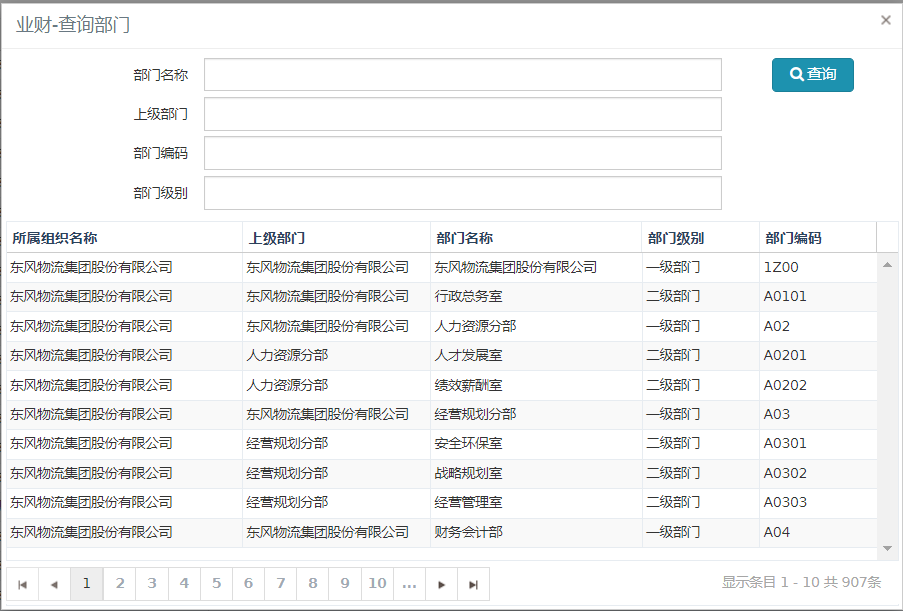 业财-查询部门 ×
部门名称 查询
上级部门
部门编码
部门级别
所属组织名称 上级部门 部门名称 部门级别 部门编码
东风物流集团股份有限公司 东风物流集团股份有限公司 东风物流集团股份有限公司 一级部门 1Z00
东风物流集团股份有限公司 东风物流集团股份有限公司 行政总务室 二级部门 A0101
东风物流集团股份有限公司 东风物流集团股份有限公司 人力资源分部 一级部门 A02
东风物流集团股份有限公司 人力资源分部 人才发展室 二级部门 A0201
东风物流集团股份有限公司 人力资源分部 绩效薪酬室 二级部门 A0202
东风物流集团股份有限公司 东风物流集团股份有限公司 经营规划分部 一级部门 A03
东风物流集团股份有限公司 经营规划分部 安全环保室 二级部门 A0301
东风物流集团股份有限公司 经营规划分部 战略规划室 二级部门 A0302
东风物流集团股份有限公司 经营规划分部 经营管理室 二级部门 A0303
东风物流集团股份有限公司 东风物流集团股份有限公司 财务会计部 一级部门 A04
1 2 3 4 5 6 7 8 9 10 ... 显示条目 1 - 10 共 907条